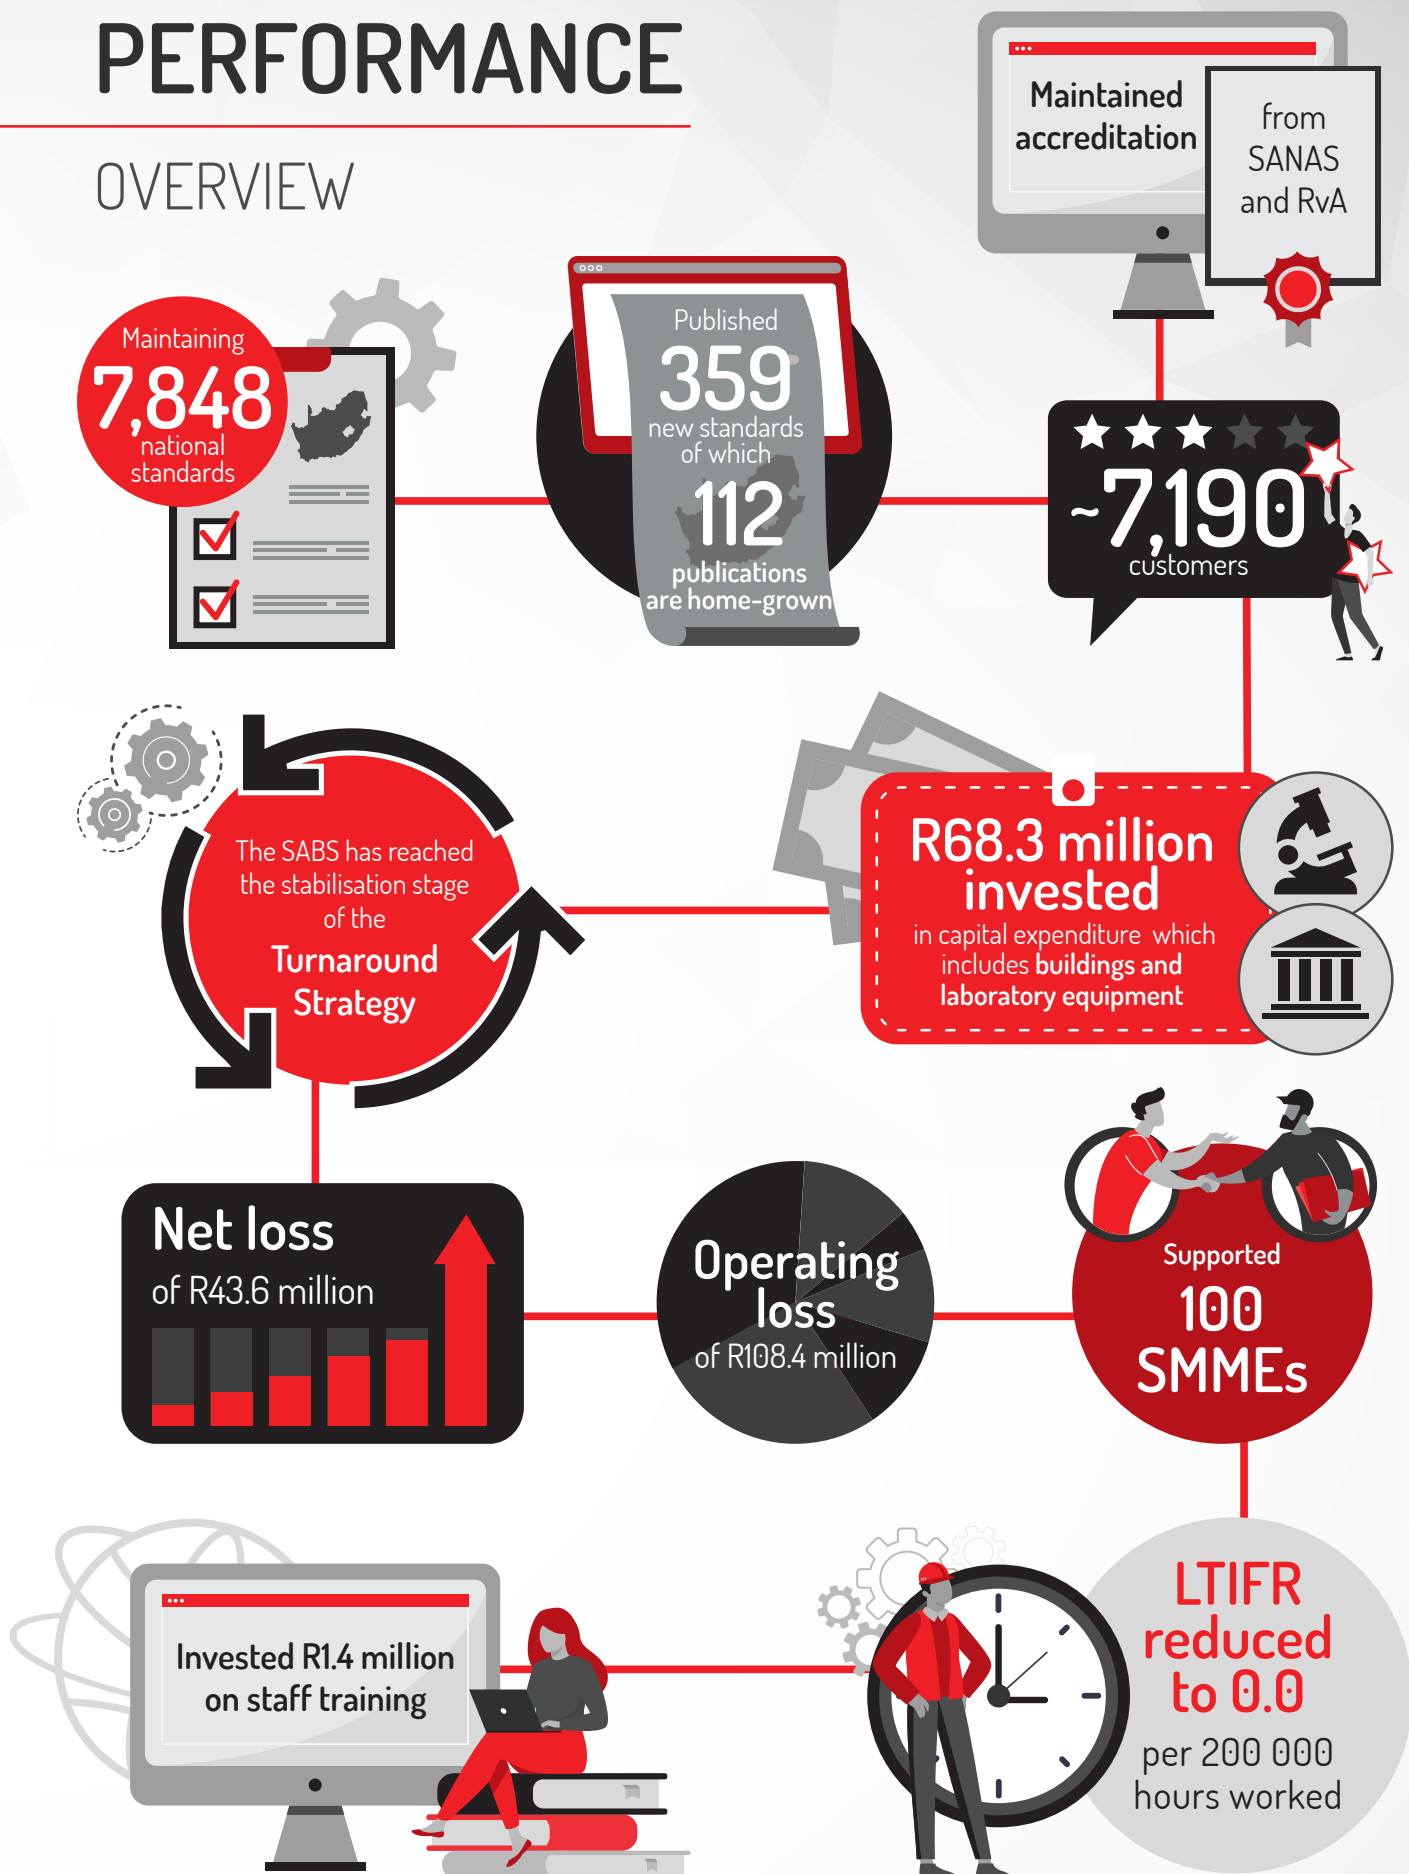 PERFORMANCE
OVERVIEW
Maintained
accreditation
from
SANAS
and RvA
Maintaining
7,848
national
standards
Published
359
new standards
of which
112
publications
are home-grown
~7,190
customers
The SABS has reached
the stabilisation stage
of the
Turnaround
Strategy
R68.3 million
invested
in capital expenditure which
includes buildings and
laboratory equipment
Net loss
of R43.6 million
Operating
loss
of R108.4 million
Supported
100
SMMEs
Invested R1.4 million
on staff training
LTIFR
reduced
to 0.0
per 200 000
hours worked